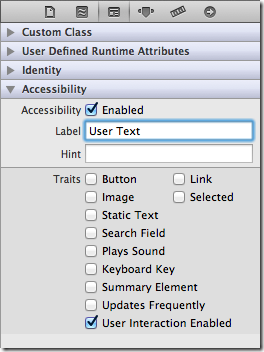 Custom Class
User Defined Runtime Attributes
Identity
Accessibility
Accessibility Enabled
Label User Text
Hint
Traits Button Link
Image Selected
Static Text
Search Field
Plays Sound
Keyboard Key
Summary Element
Updates Frequently
User Interaction Enabled